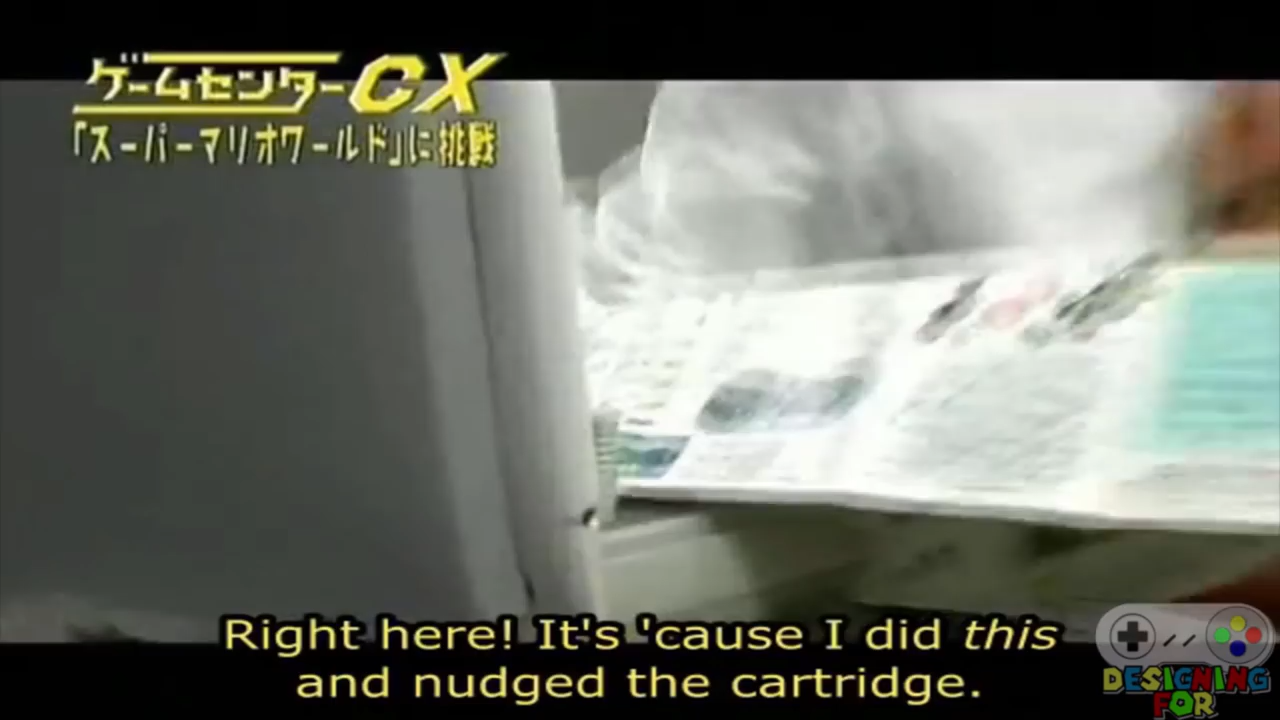 ゲームセンターCX
「スーパーマリオワールド」に挑戦
Right here! It's 'cause I did this
and nudged the cartridge.
DESIGNING
FOR